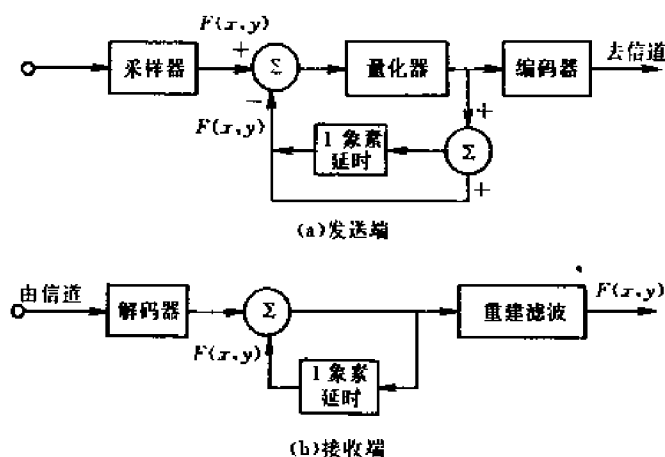 F(x,y)
+
采样器
Σ
量化器
编码器
去信道
−
+
F(x,y)
1 象素
延时
Σ
+
(a)发送端
由信道
解码器
Σ
重建滤波
F(x,y)
F(x,y)
1 象素
延时
(b)接收端